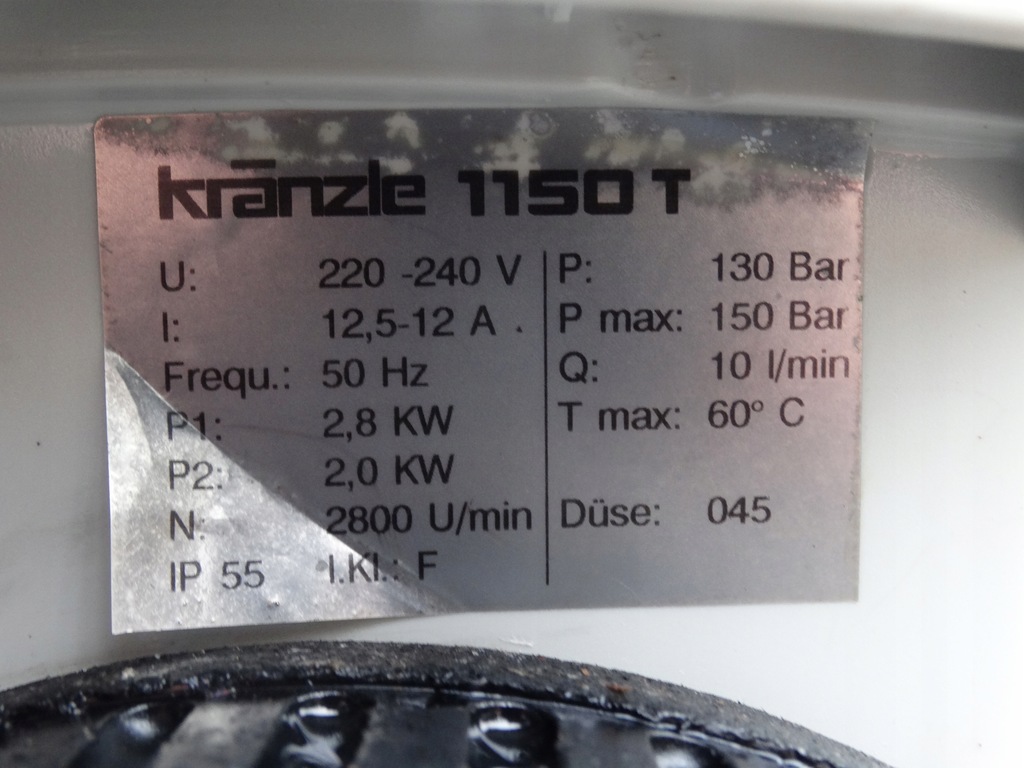 kränzle 1150 T
U: 220 -240 V
I: 12,5-12 A .
Frequ.: 50 Hz
P1: 2,8 KW
P2: 2,0 KW
N: 2800 U/min
IP 55 I.Kl.: F
P: 130 Bar
P max: 150 Bar
Q: 10 l/min
T max: 60° C
Düse: 045